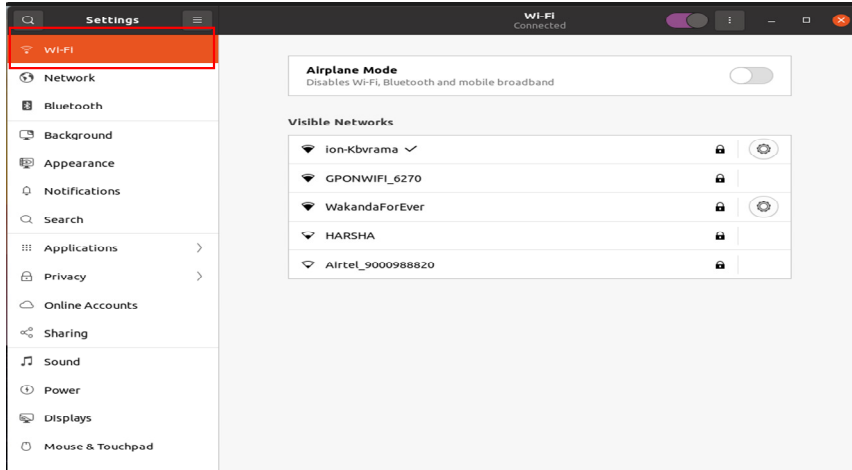 Settings
Wi-Fi
Connected
Wi-Fi
Network
Bluetooth
Background
Appearance
Notifications
Search
Applications
Privacy
Online Accounts
Sharing
Sound
Power
Displays
Mouse & Touchpad
Airplane Mode
Disables Wi-Fi, Bluetooth and mobile broadband
Visible Networks
ion-Kbvrama
GPONWIFI_6270
WakandaForEver
HARSHA
AIrtel_9000988820